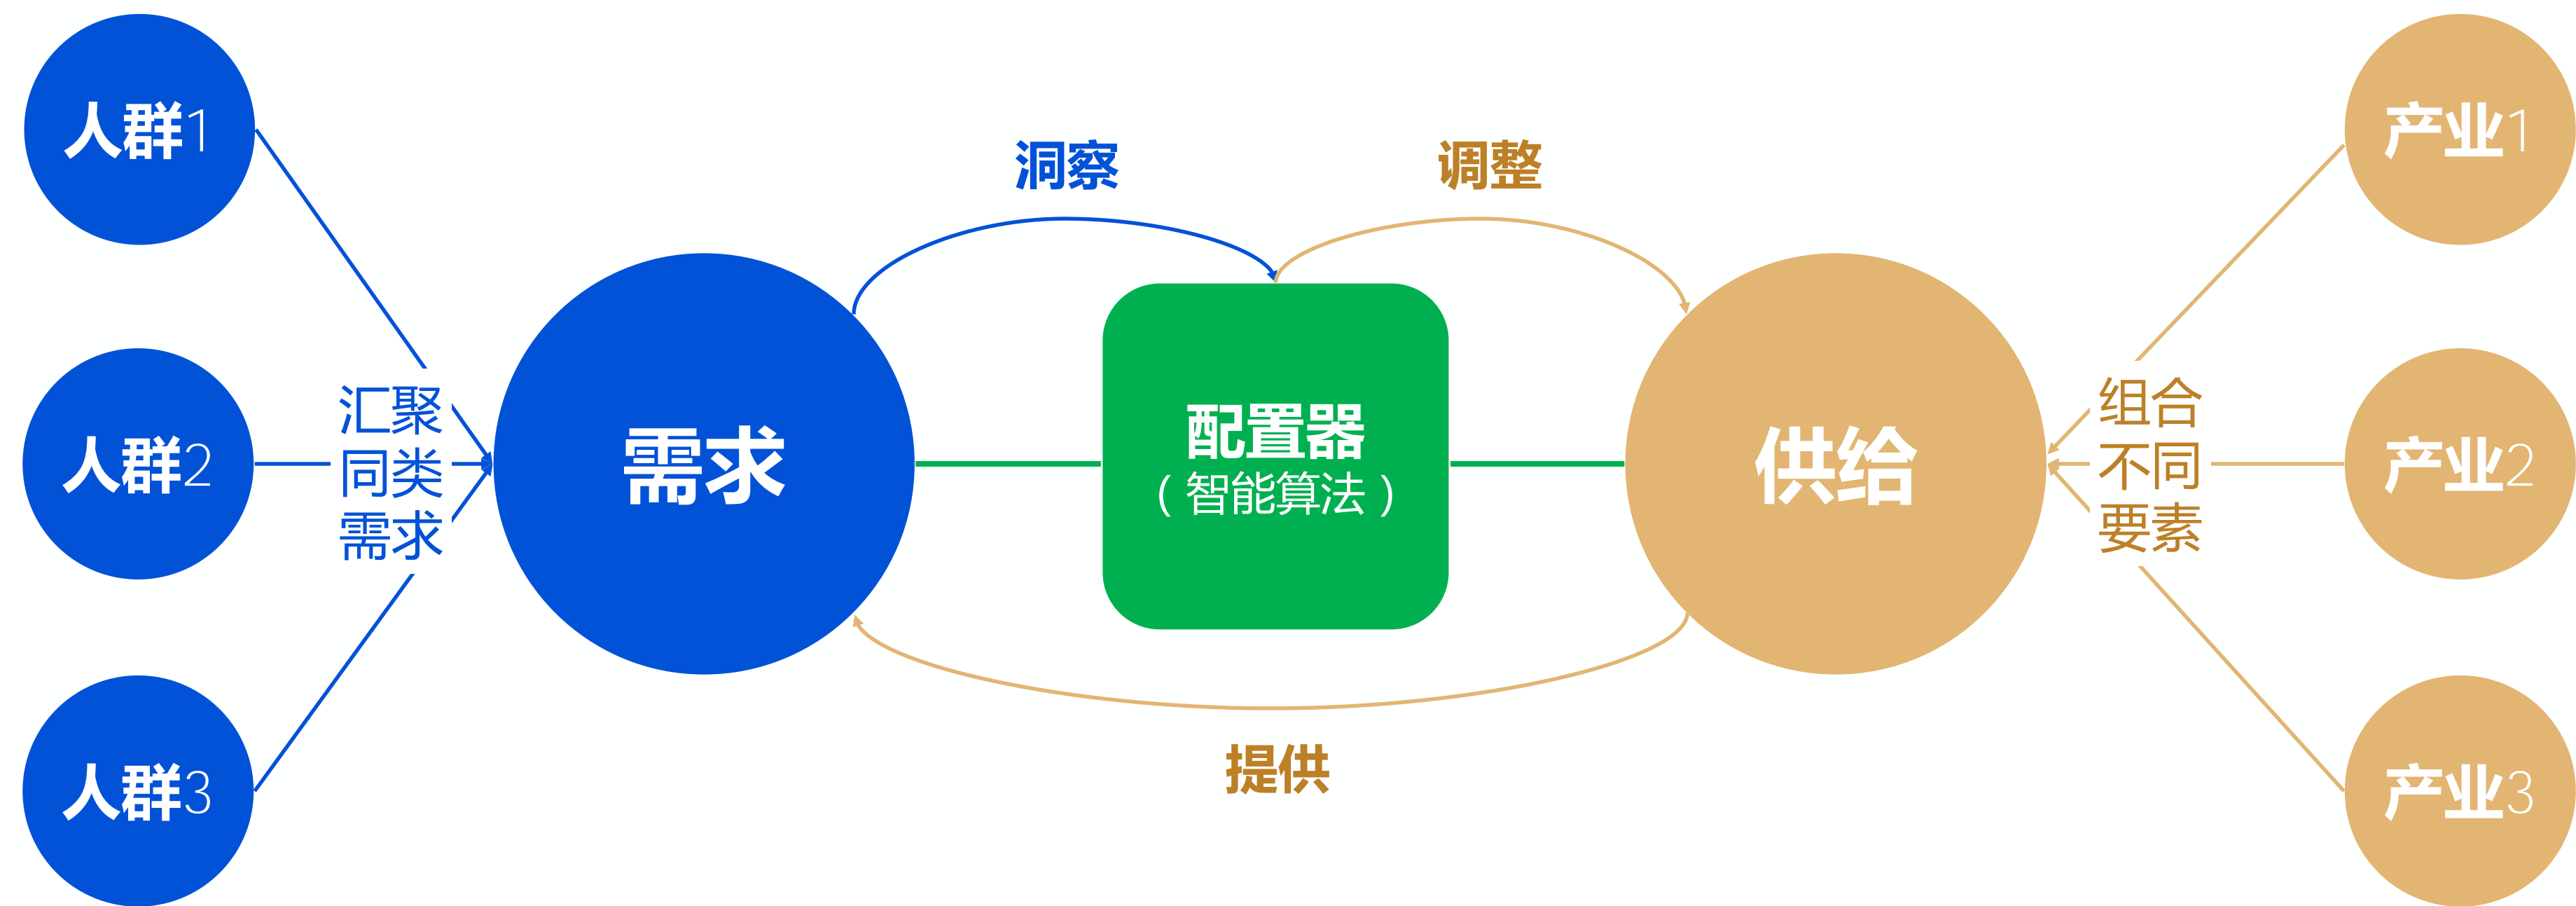 人群1
人群2
人群3
汇聚
同类
需求
需求
洞察
调整
配置器
（智能算法）
提供
供给
组合
不同
要素
产业1
产业2
产业3